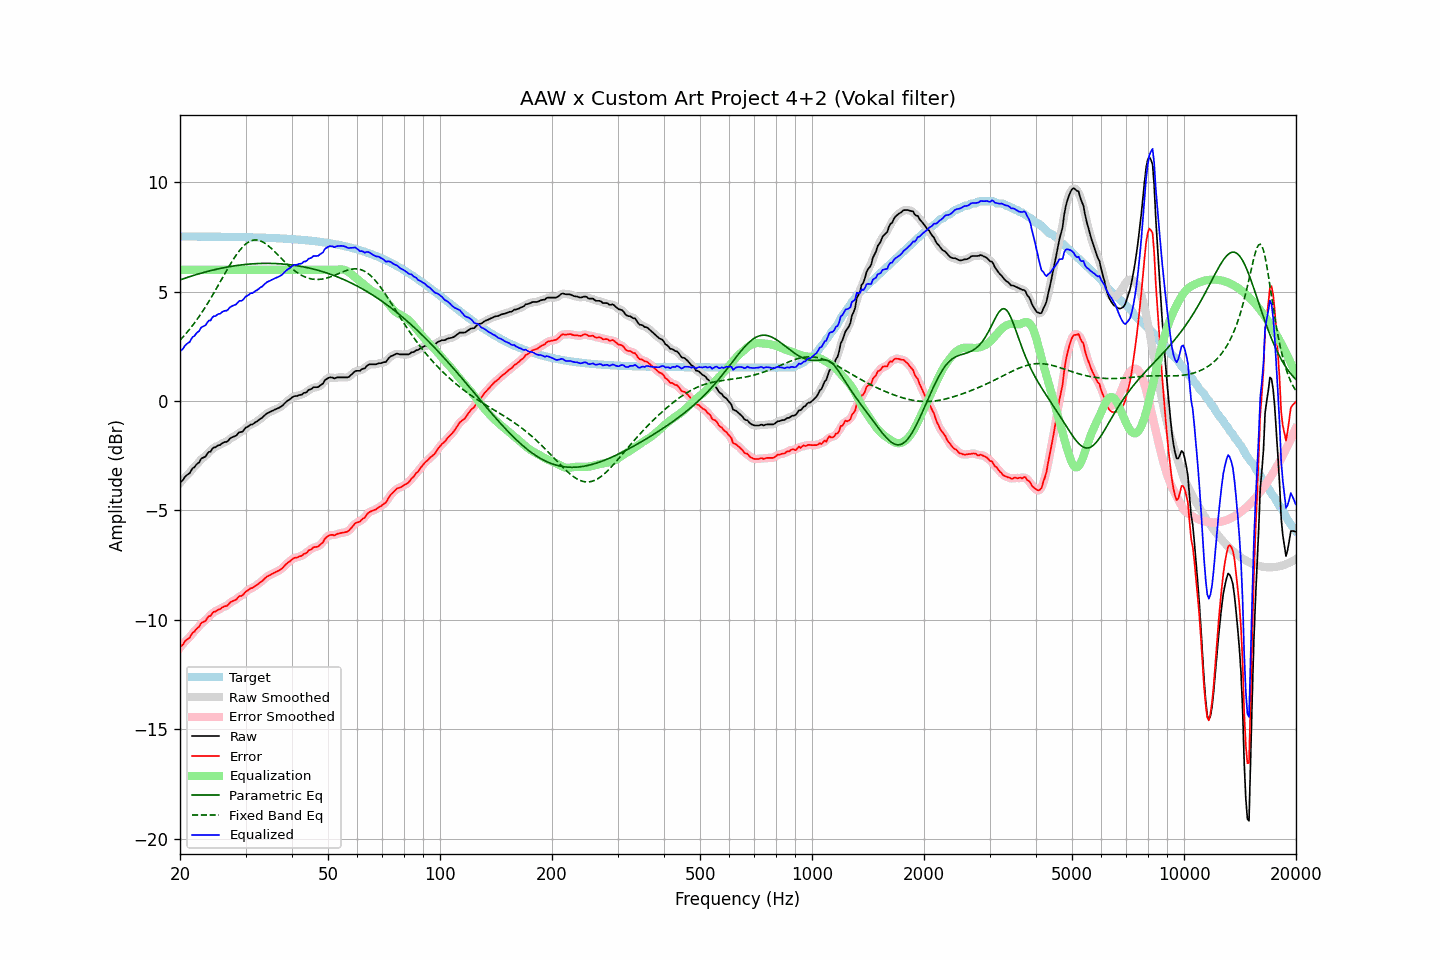 AAW x Custom Art Project 4+2 (Vokal filter)
Amplitude (dBr)
10
5
0
−5
−10
−15
−20
Target
Raw Smoothed
Error Smoothed
Raw
Error
Equalization
Parametric Eq
Fixed Band Eq
Equalized
20 50 100 200 500 1000 2000 5000 10000 20000
Frequency (Hz)